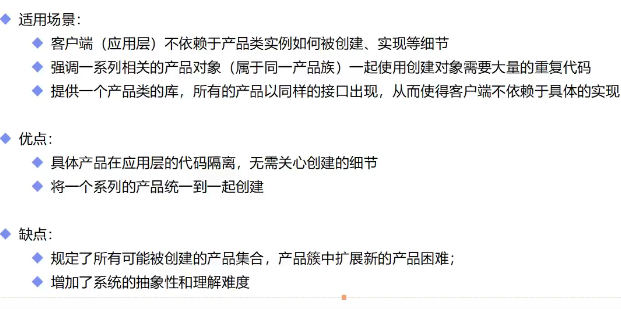 适用场景：
客户端（应用层）不依赖于产品类实例如何被创建、实现等细节
强调一系列相关的产品对象（属于同一产品族）一起使用创建对象需要大量的重复代码
提供一个产品类的库，所有的产品以同样的接口出现，从而使得客户端不依赖于具体的实现
优点：
具体产品在应用层的代码隔离，无需关心创建的细节
将一个系列的产品统一到一起创建
缺点：
规定了所有可能被创建的产品集合，产品簇中扩展新的产品困难；
增加了系统的抽象性和理解难度